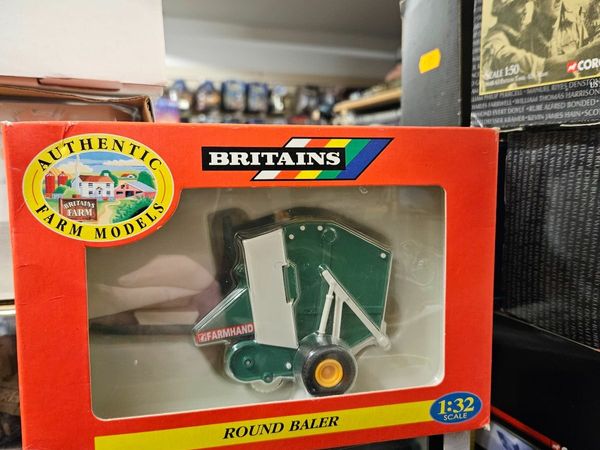 AUTHENTIC
FARM MODELS
BRITAINS
FARM
BRITAINS
FARMHAND
ROUND BALER
1:32
SCALE
SCALE 1:50
CORGI